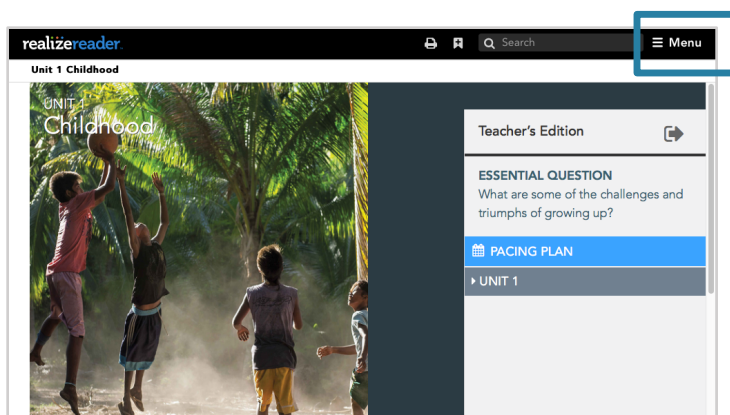 realizereader.
Search
Menu
Unit 1 Childhood
UNIT 1
Childhood
Teacher's Edition
ESSENTIAL QUESTION
What are some of the challenges and
triumphs of growing up?
PACING PLAN
UNIT 1